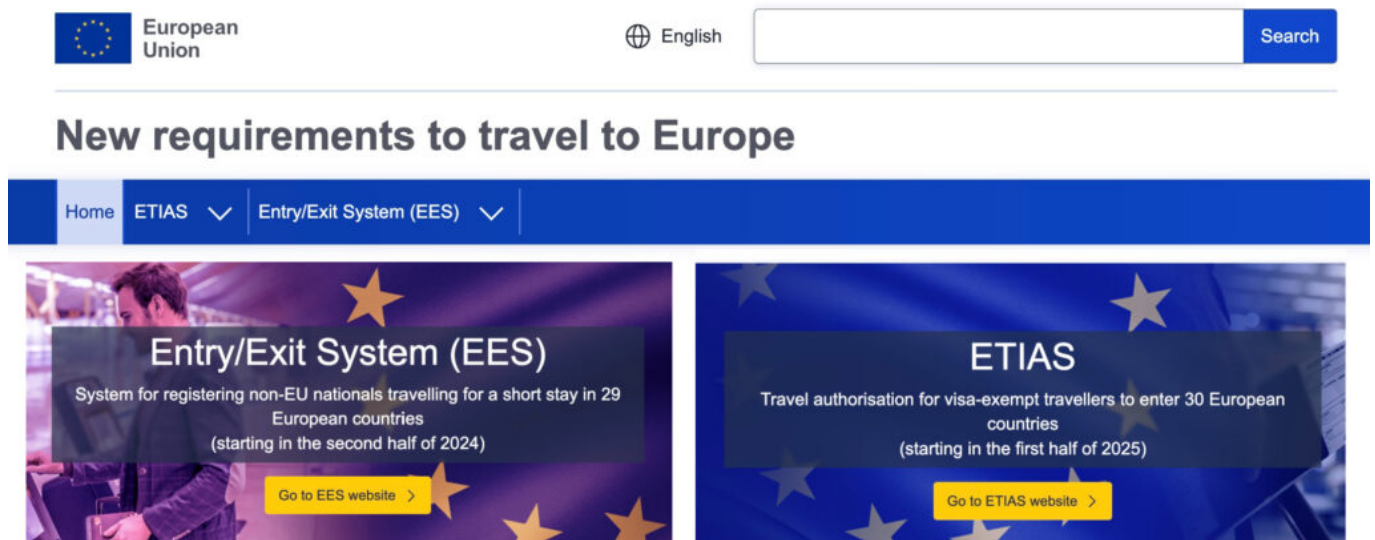 European
Union
English
Search
New requirements to travel to Europe
Home
ETIAS
Entry/Exit System (EES)
Entry/Exit System (EES)
System for registering non-EU nationals travelling for a short stay in 29
European countries
(starting in the second half of 2024)
Go to EES website
ETIAS
Travel authorisation for visa-exempt travellers to enter 30 European
countries
(starting in the first half of 2025)
Go to ETIAS website